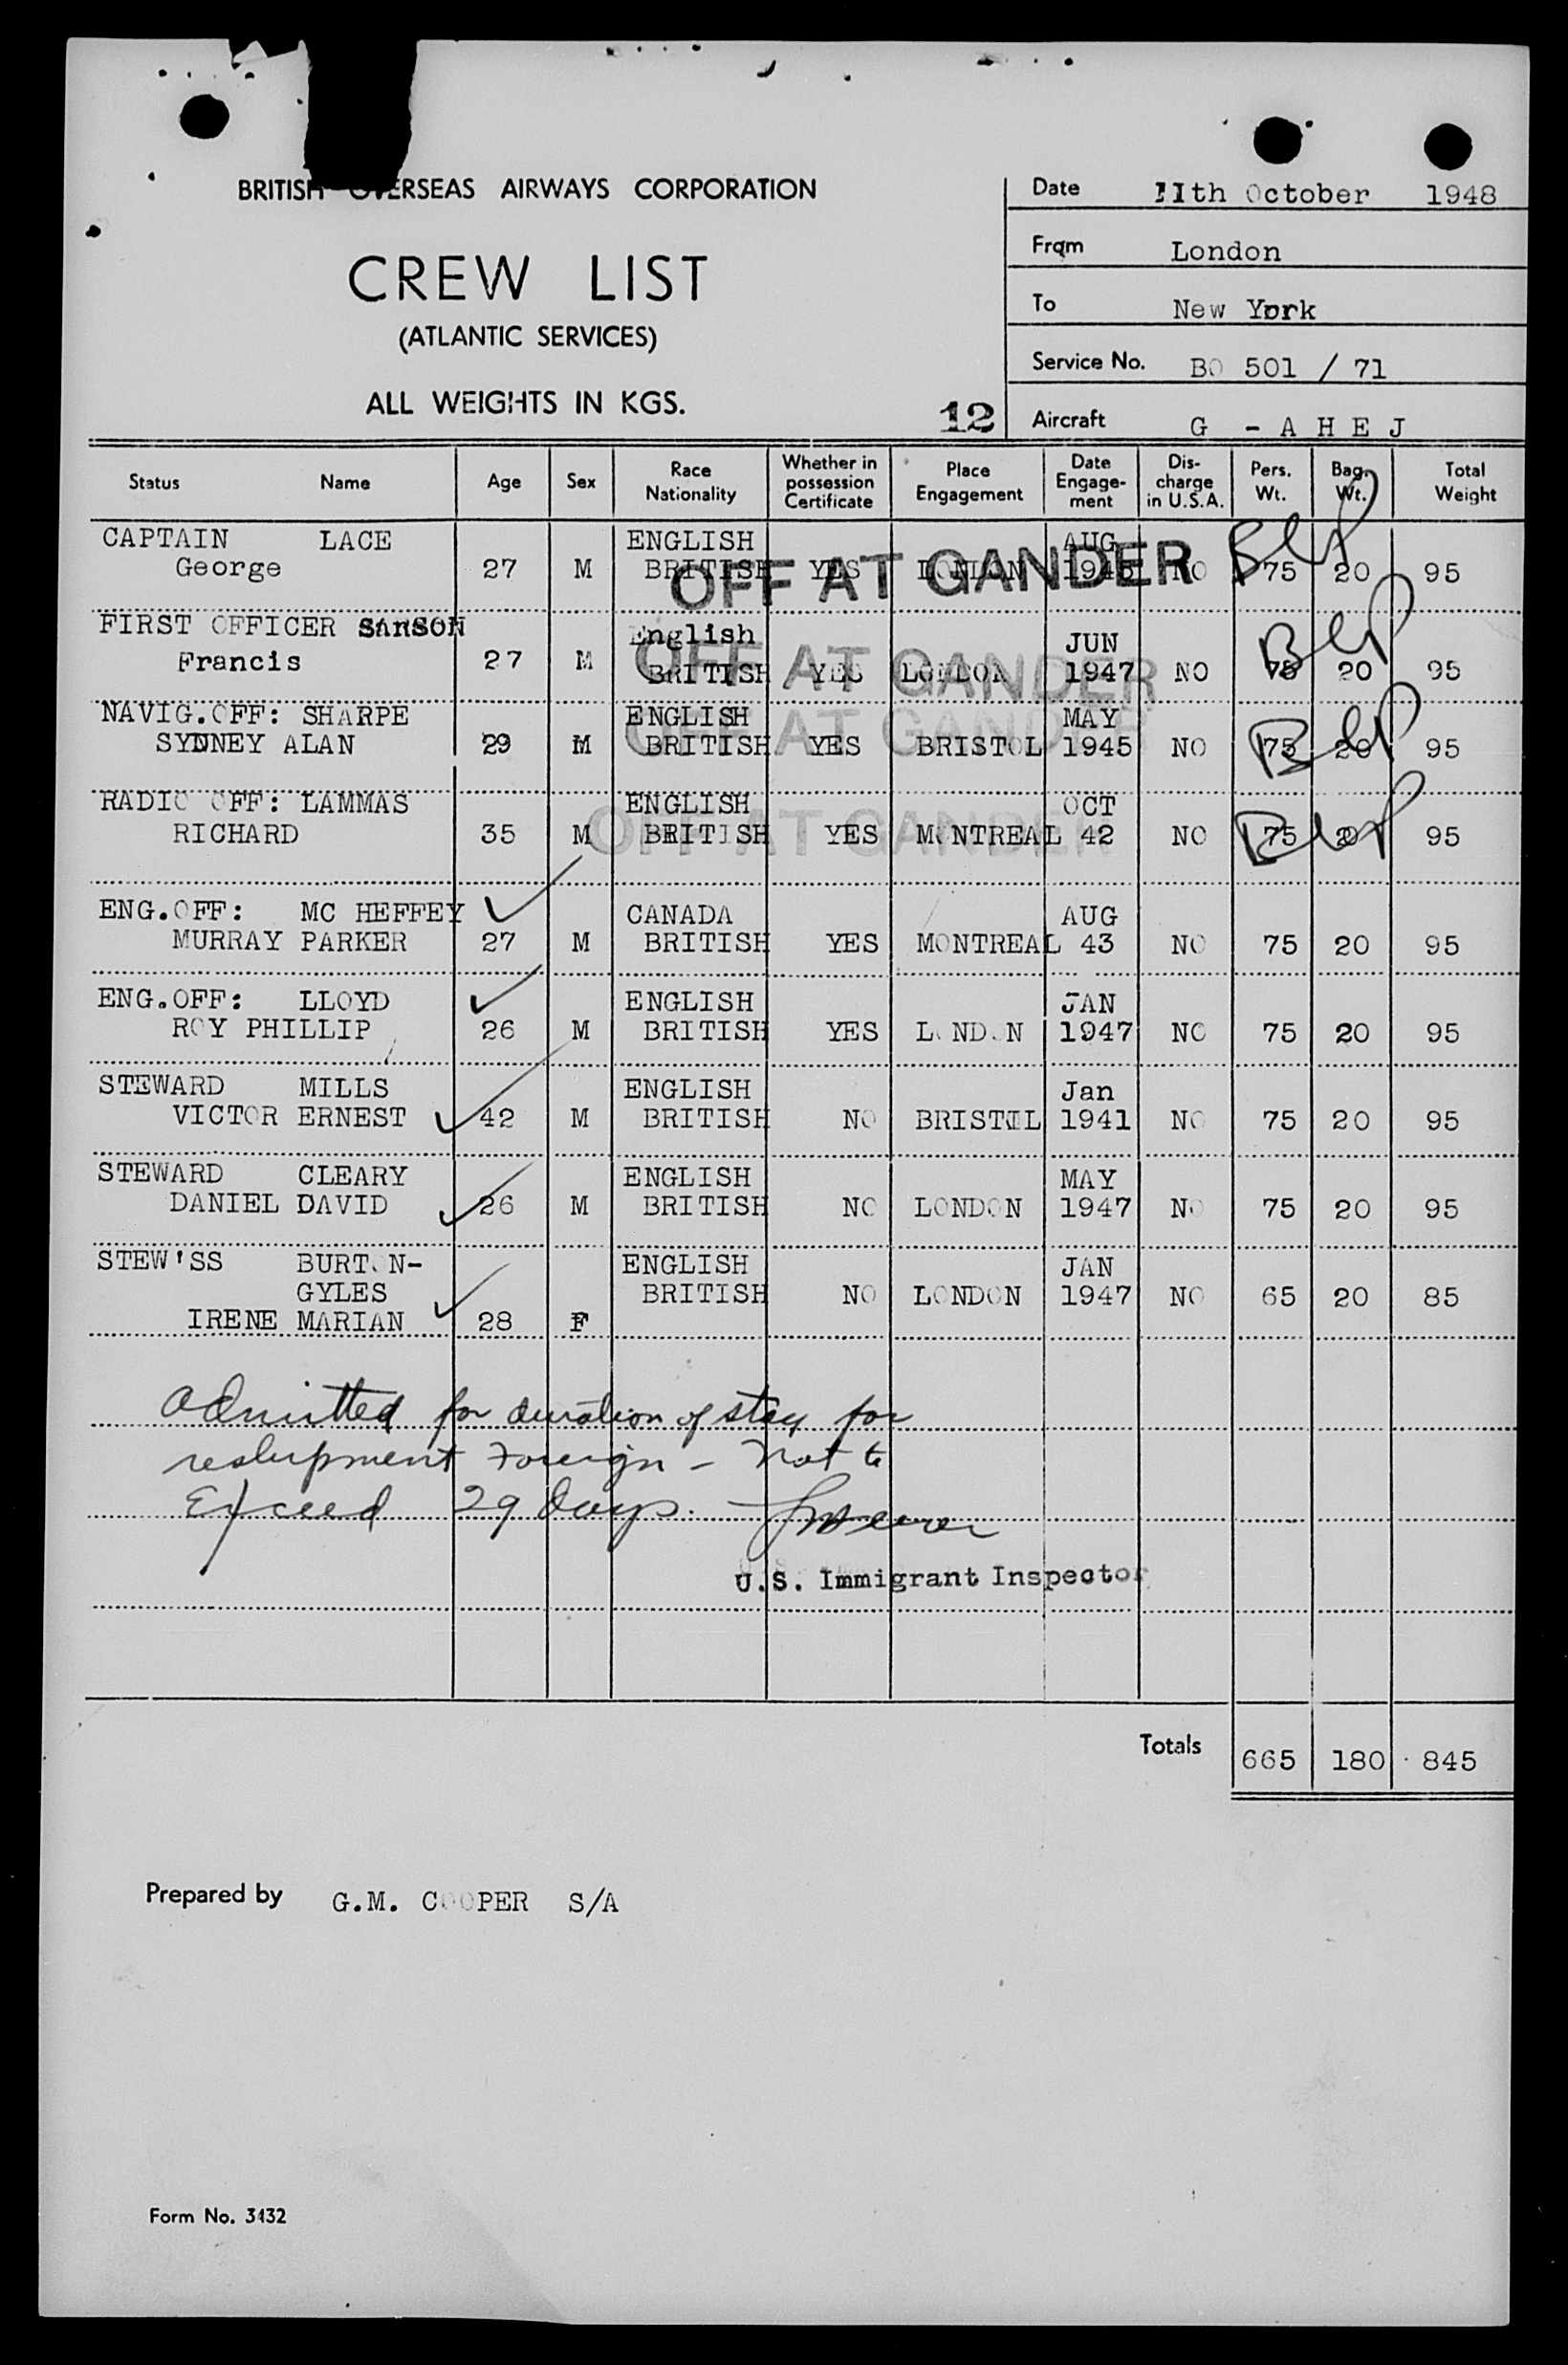 BRITISH OVERSEAS AIRWAYS CORPORATION
CREW LIST
(ATLANTIC SERVICES)
ALL WEIGHTS IN KGS.
12
Date 11th October 1948
From London
To New York
Service No. BO 501 / 71
Aircraft G - A H E J
Status Name Age Sex Race Nationality Whether in possession Certificate Place Engagement Date Engage-ment Dis-charge in U.S.A. Pers. Wt. Bag. Wt. Total Weight
CAPTAIN LACE ENGLISH AUG
George 27 M BRITISH YES LONDON NO 75 20 95
OFF AT GANDER
FIRST OFFICER SAMSON English JUN
Francis 27 M BRITISH YES LONDON 1947 NO 75 20 95
OFF AT GANDER
NAVIG.OFF: SHARPE ENGLISH MAY
SYDNEY ALAN 29 M BRITISH YES BRISTOL 1945 NO 75 20 95
OFF AT GANDER
RADIO OFF: LAMMAS ENGLISH OCT
RICHARD 35 M BRITISH YES MONTREAL 42 NO 75 20 95
OFF AT GANDER
ENG.OFF: MC HEFFEY CANADA AUG
MURRAY PARKER 27 M BRITISH YES MONTREAL 43 NO 75 20 95
ENG.OFF: LLOYD ENGLISH JAN
ROY PHILLIP 26 M BRITISH YES LONDON 1947 NO 75 20 95
STEWARD MILLS ENGLISH Jan
VICTOR ERNEST 42 M BRITISH NO BRISTOL 1941 NO 75 20 95
STEWARD CLEARY ENGLISH MAY
DANIEL DAVID 26 M BRITISH NO LONDON 1947 NO 75 20 95
STEW'SS BURTON- ENGLISH JAN
GYLES BRITISH NO LONDON 1947 NO 65 20 85
IRENE MARIAN 28 F
Admitted for duration of stay for
reshipment Foreign - Not to
Exceed 29 days.
U.S. Immigrant Inspector
Totals 665 180 845
Prepared by G.M. COOPER S/A
Form No. 3432